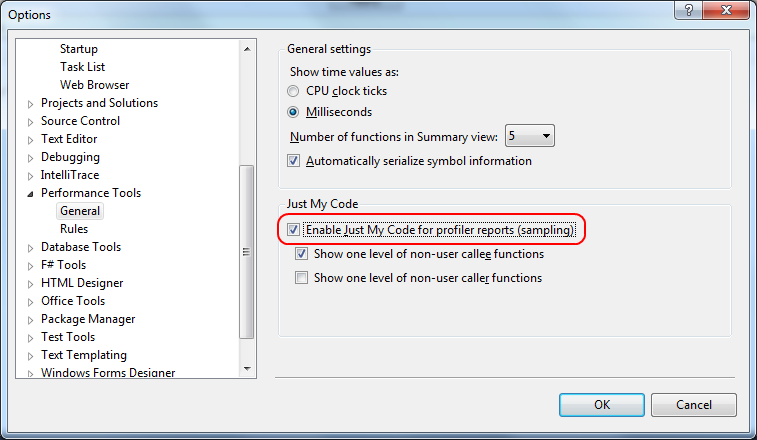 Options
Startup
Task List
Web Browser
Projects and Solutions
Source Control
Text Editor
Debugging
IntelliTrace
Performance Tools
General
Rules
Database Tools
F# Tools
HTML Designer
Office Tools
Package Manager
Test Tools
Text Templating
Windows Forms Designer
General settings
Show time values as:
CPU clock ticks
Milliseconds
Number of functions in Summary view: 5
Automatically serialize symbol information
Just My Code
Enable Just My Code for profiler reports (sampling)
Show one level of non-user callee functions
Show one level of non-user caller functions
OK Cancel